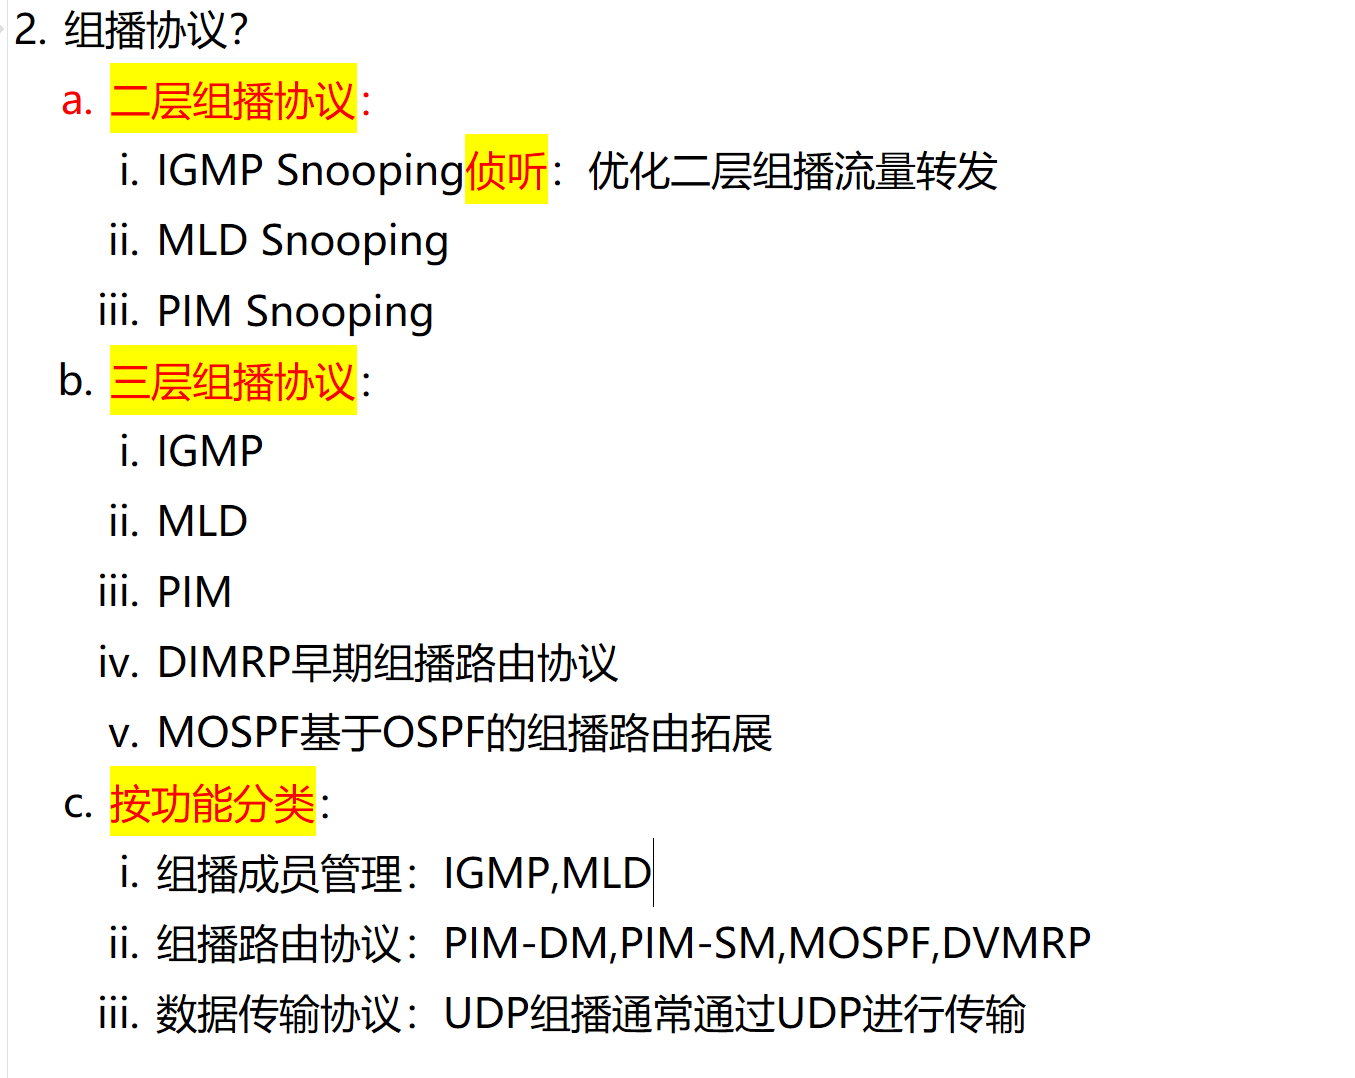 2. 组播协议?
a. 二层组播协议：
i. IGMP Snooping侦听：优化二层组播流量转发
ii. MLD Snooping
iii. PIM Snooping
b. 三层组播协议：
i. IGMP
ii. MLD
iii. PIM
iv. DIMRP早期组播路由协议
v. MOSPF基于OSPF的组播路由拓展
c. 按功能分类：
i. 组播成员管理：IGMP,MLD
ii. 组播路由协议：PIM-DM,PIM-SM,MOSPF,DVMRP
iii. 数据传输协议：UDP组播通常通过UDP进行传输